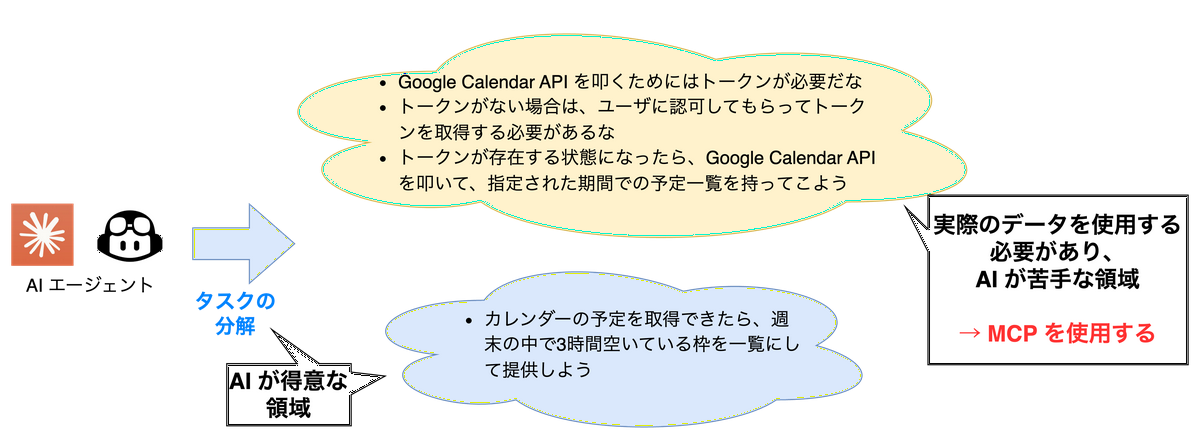 • Google Calendar API を叩くためにはトークンが必要だな
• トークンがない場合は、ユーザに認可してもらってトーク
ンを取得する必要があるな
• トークンが存在する状態になったら、Google Calendar API
を叩いて、指定された期間での予定一覧を持ってこよう
実際のデータを使用する
必要があり、
AI が苦手な領域
→ MCP を使用する
AI エージェント
タスクの
分解
• カレンダーの予定を取得できたら、週
末の中で3時間空いている枠を一覧にし
て提供しよう
AI が得意な
領域